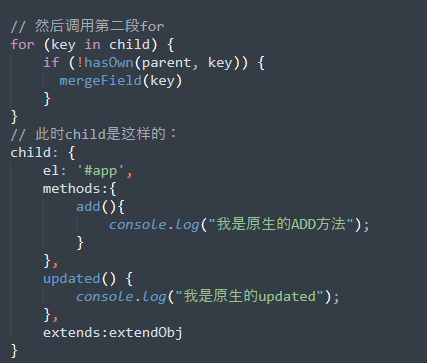 // 然后调用第二段for
for (key in child) {
    if (!hasOwn(parent, key)) {
      mergeField(key)
    }
}
// 此时child是这样的：
child: {
    el: '#app',
    methods:{
        add(){
            console.log("我是原生的ADD方法");
        }
    },
    updated() {
        console.log("我是原生的updated");
    },
    extends:extendObj
}